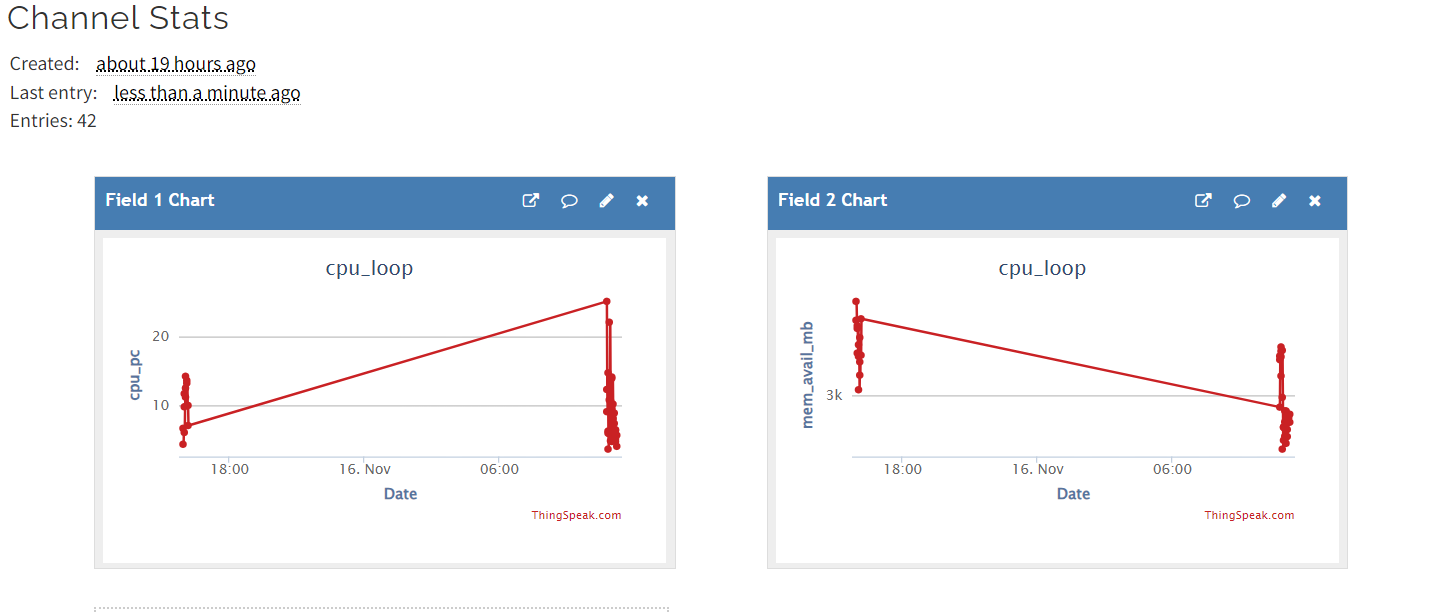 Channel Stats
Created: about 19 hours ago
Last entry: less than a minute ago
Entries: 42
Field 1 Chart
cpu_loop
cpu_pc
20
10
18:00
16. Nov
06:00
Date
ThingSpeak.com
Field 2 Chart
cpu_loop
mem_avail_mb
3k
18:00
16. Nov
06:00
Date
ThingSpeak.com